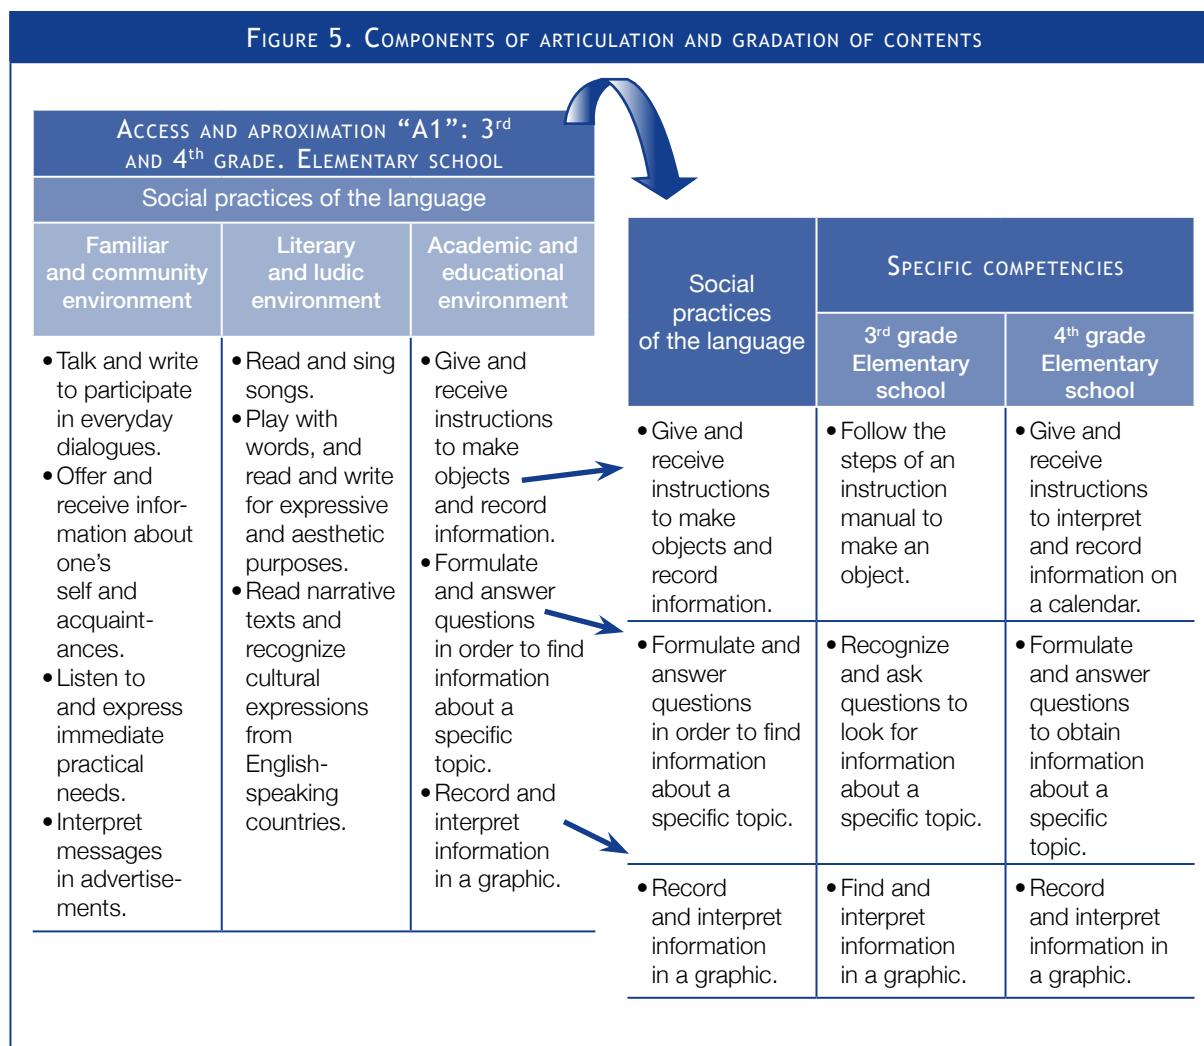 FIGURE 5. COMPONENTS OF ARTICULATION AND GRADATION OF CONTENTS
ACCESS AND APROXIMATION “A1”: 3rd
AND 4th GRADE. ELEMENTARY SCHOOL
Social practices of the language
Familiar
and community
environment
Literary
and ludic
environment
Academic and
educational
environment
• Talk and write
to participate
in everyday
dialogues.
• Offer and
receive infor-
mation about
one’s
self and
acquaint-
ances.
• Listen to
and express
immediate
practical
needs.
• Interpret
messages
in advertise-
ments.
• Read and sing
songs.
• Play with
words, and
read and write
for expressive
and aesthetic
purposes.
• Read narrative
texts and
recognize
cultural
expressions
from
English-
speaking
countries.
• Give and
receive
instructions
to make
objects
and record
information.
• Formulate
and answer
questions
in order to find
information
about a
specific
topic.
• Record and
interpret
information
in a graphic.
Social
practices
of the language
SPECIFIC COMPETENCIES
3rd grade
Elementary
school
4th grade
Elementary
school
• Give and
receive
instructions
to make
objects and
record
information.
• Follow the
steps of an
instruction
manual to
make an
object.
• Give and
receive
instructions
to interpret
and record
information on
a calendar.
• Formulate and
answer
questions
in order to find
information
about a
specific topic.
• Recognize
and ask
questions to
look for
information
about a
specific topic.
• Formulate
and answer
questions
to obtain
information
about a
specific
topic.
• Record
and interpret
information
in a graphic.
• Find and
interpret
information
in a graphic.
• Record
and interpret
information in
a graphic.